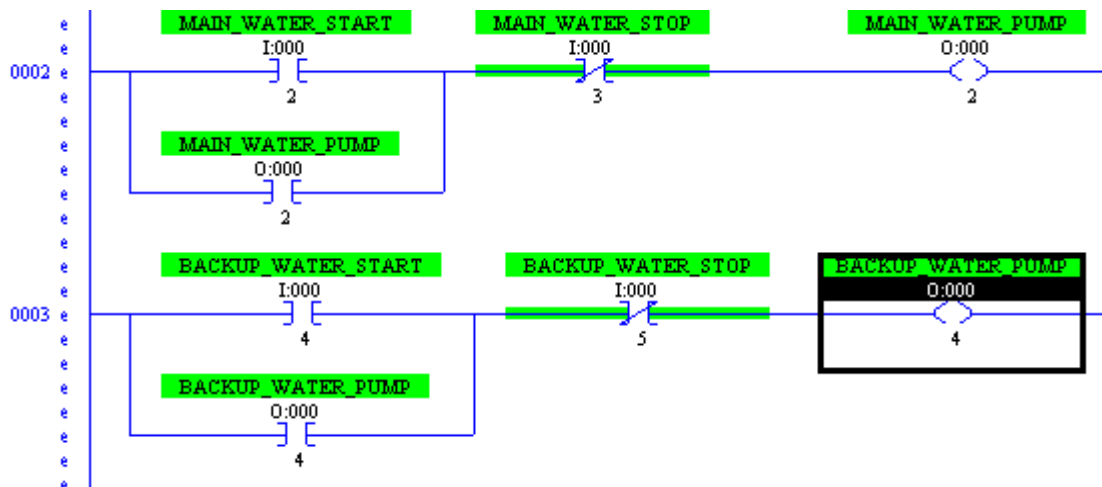 e
MAIN_WATER_START MAIN_WATER_STOP MAIN_WATER_PUMP
e
I:000 I:000 O:000
0002 e
e
2 3 2
e
e
MAIN_WATER_PUMP
e
O:000
e
e
2
e
e
BACKUP_WATER_START BACKUP_WATER_STOP BACKUP_WATER_PUMP
e
I:000 I:000 O:000
e
0003 e
e
4 5 4
e
e
BACKUP_WATER_PUMP
e
O:000
e
e
4
e
e